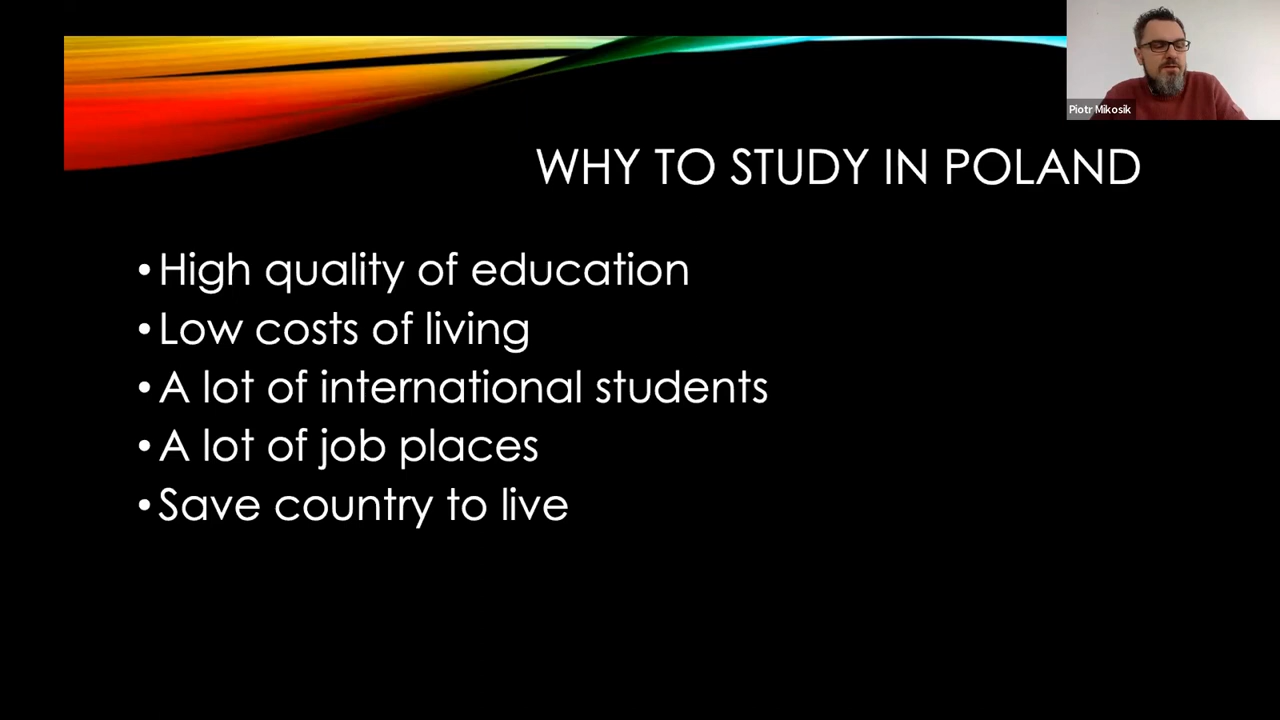 Piotr Mikosik
WHY TO STUDY IN POLAND
• High quality of education
• Low costs of living
• A lot of international students
• A lot of job places
• Save country to live